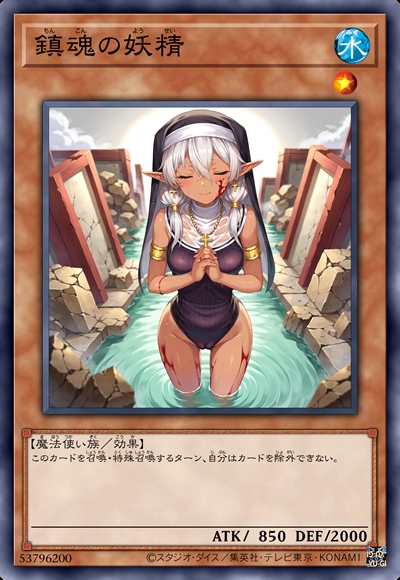 鎮魂の妖精
水
【魔法使い族／効果】
このカードを召喚・特殊召喚するターン、自分はカードを除外できない。
ATK/ 850 DEF/2000
53796200 ©スタジオ・ダイス／集英社・テレビ東京・KONAMI